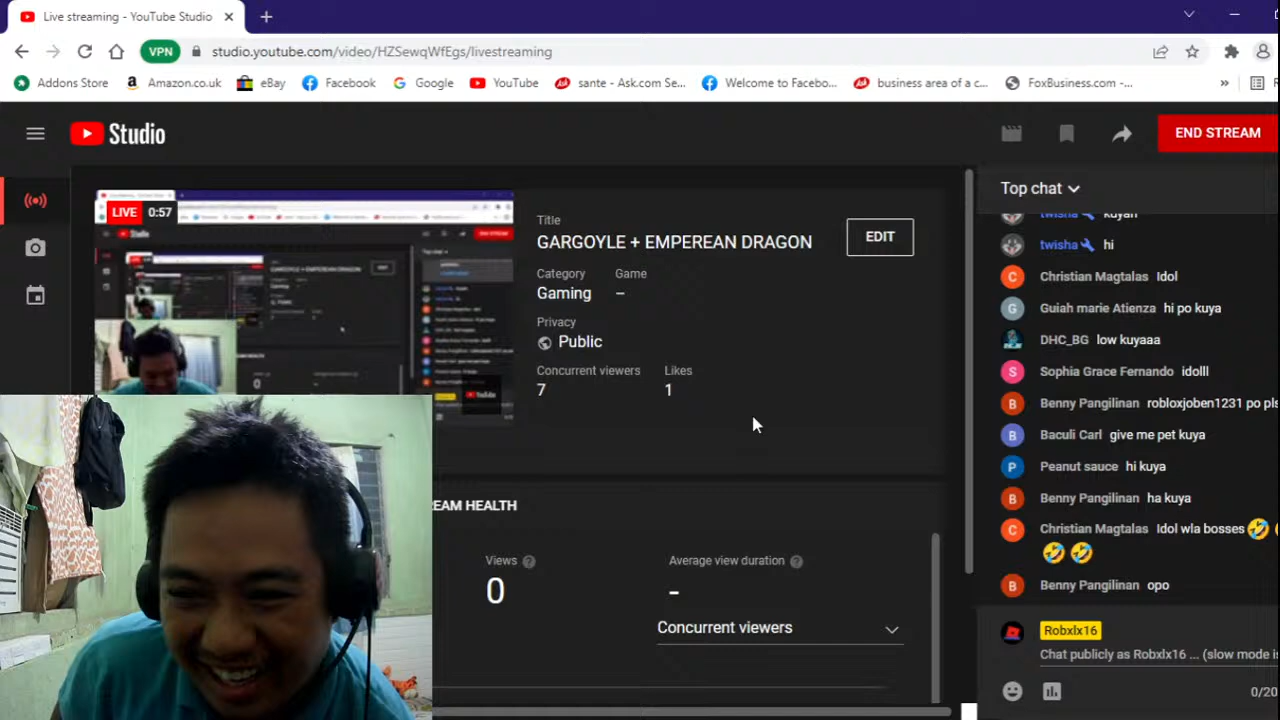 Live streaming - YouTube Studio
VPN studio.youtube.com/video/HZSewqWfEgs/livestreaming
Addons Store Amazon.co.uk eBay Facebook Google YouTube sante - Ask.com Se... Welcome to Facebo... business area of a c... FoxBusiness.com -...
Studio
END STREAM
LIVE 0:57
Title
GARGOYLE + EMPEREAN DRAGON
EDIT
Category Game
Gaming –
Privacy
Public
Concurrent viewers Likes
7 1
EAM HEALTH
Views Average view duration
0 -
Concurrent viewers
Top chat
twisha kuyah
twisha hi
Christian Magtalas Idol
Guiah marie Atienza hi po kuya
DHC_BG low kuyaaa
Sophia Grace Fernando idolll
Benny Pangilinan robloxjoben1231 po pls
Baculi Carl give me pet kuya
Peanut sauce hi kuya
Benny Pangilinan ha kuya
Christian Magtalas Idol wla bosses 🤣
🤣 🤣
Benny Pangilinan opo
Robxlx16
Chat publicly as Robxlx16 ... (slow mode is
0/20